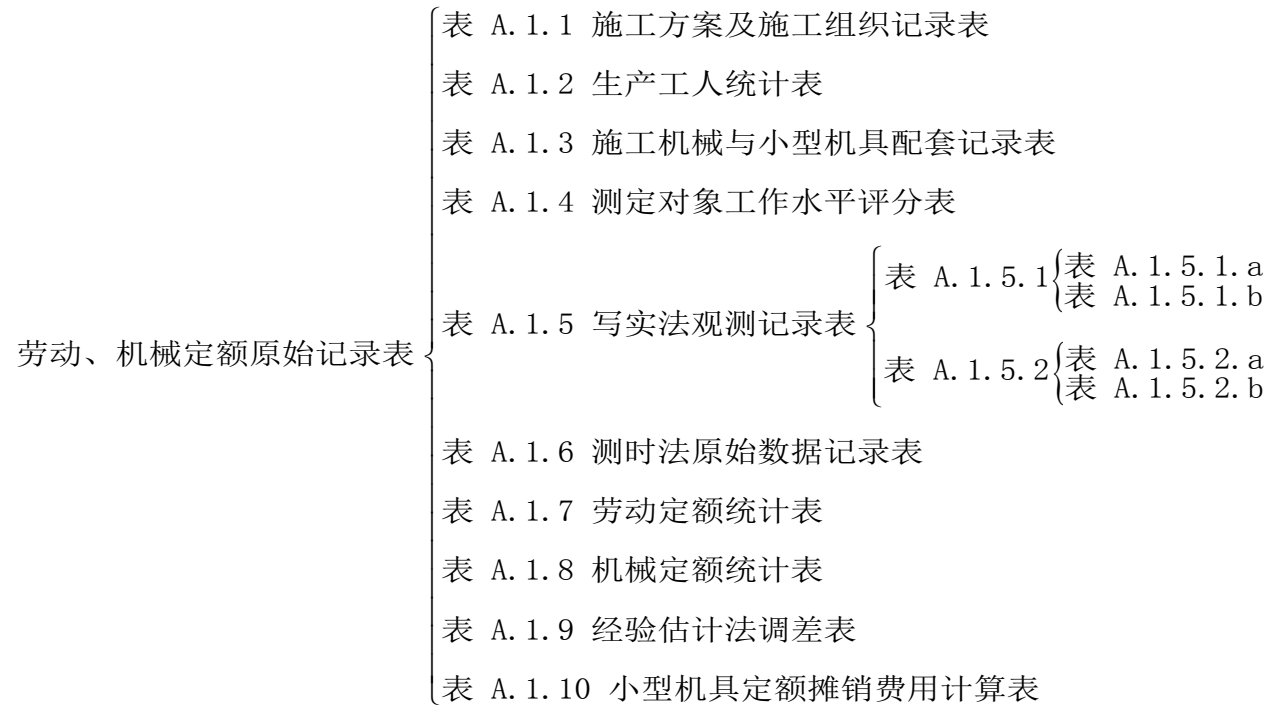 表 A.1.1 施工方案及施工组织记录表
表 A.1.2 生产工人统计表
表 A.1.3 施工机械与小型机具配套记录表
表 A.1.4 测定对象工作水平评分表
劳动、机械定额原始记录表
表 A.1.5 写实法观测记录表
表 A.1.5.1
表 A.1.5.1.a
表 A.1.5.1.b
表 A.1.5.2
表 A.1.5.2.a
表 A.1.5.2.b
表 A.1.6 测时法原始数据记录表
表 A.1.7 劳动定额统计表
表 A.1.8 机械定额统计表
表 A.1.9 经验估计法调差表
表 A.1.10 小型机具定额摊销费用计算表